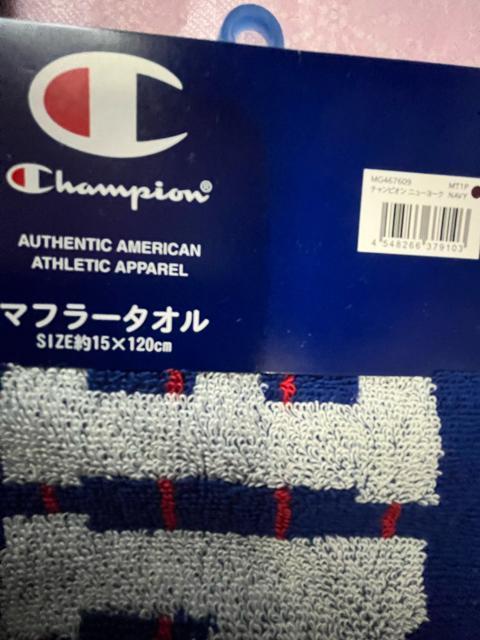 Champion®
MG467609 MT1P
チャンピオン ニューヨーク NAVY
4 548266 379103
AUTHENTIC AMERICAN
ATHLETIC APPAREL
マフラータオル
SIZE約15×120cm